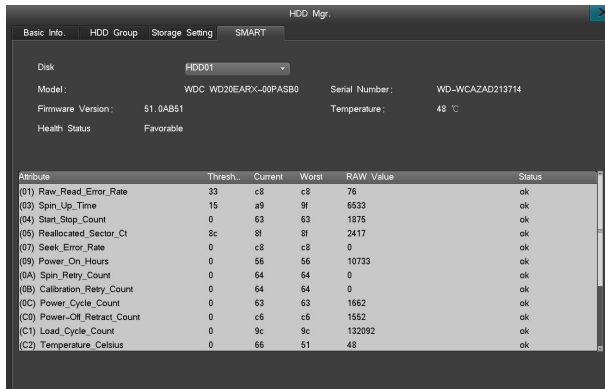 HDD Mgr.
Basic Info. HDD Group Storage Setting SMART
Disk HDD01
Model: WDC WD20EARX-00PASB0 Serial Number: WD-WCAZAD213714
Firmware Version: 51.0AB51 Temperature: 48 ℃
Health Status Favorable
Attribute Thresh... Current Worst RAW Value Status
(01) Raw_Read_Error_Rate 33 c8 c8 76 ok
(03) Spin_Up_Time 15 a9 9f 6533 ok
(04) Start_Stop_Count 0 63 63 1875 ok
(05) Reallocated_Sector_Ct 8c 8f 8f 2417 ok
(07) Seek_Error_Rate 0 c8 c8 0 ok
(09) Power_On_Hours 0 56 56 10733 ok
(0A) Spin_Retry_Count 0 64 64 0 ok
(0B) Calibration_Retry_Count 0 64 64 0 ok
(0C) Power_Cycle_Count 0 63 63 1662 ok
(C0) Power-Off_Retract_Count 0 c6 c6 1552 ok
(C1) Load_Cycle_Count 0 9c 9c 132092 ok
(C2) Temperature_Celsius 0 66 51 48 ok